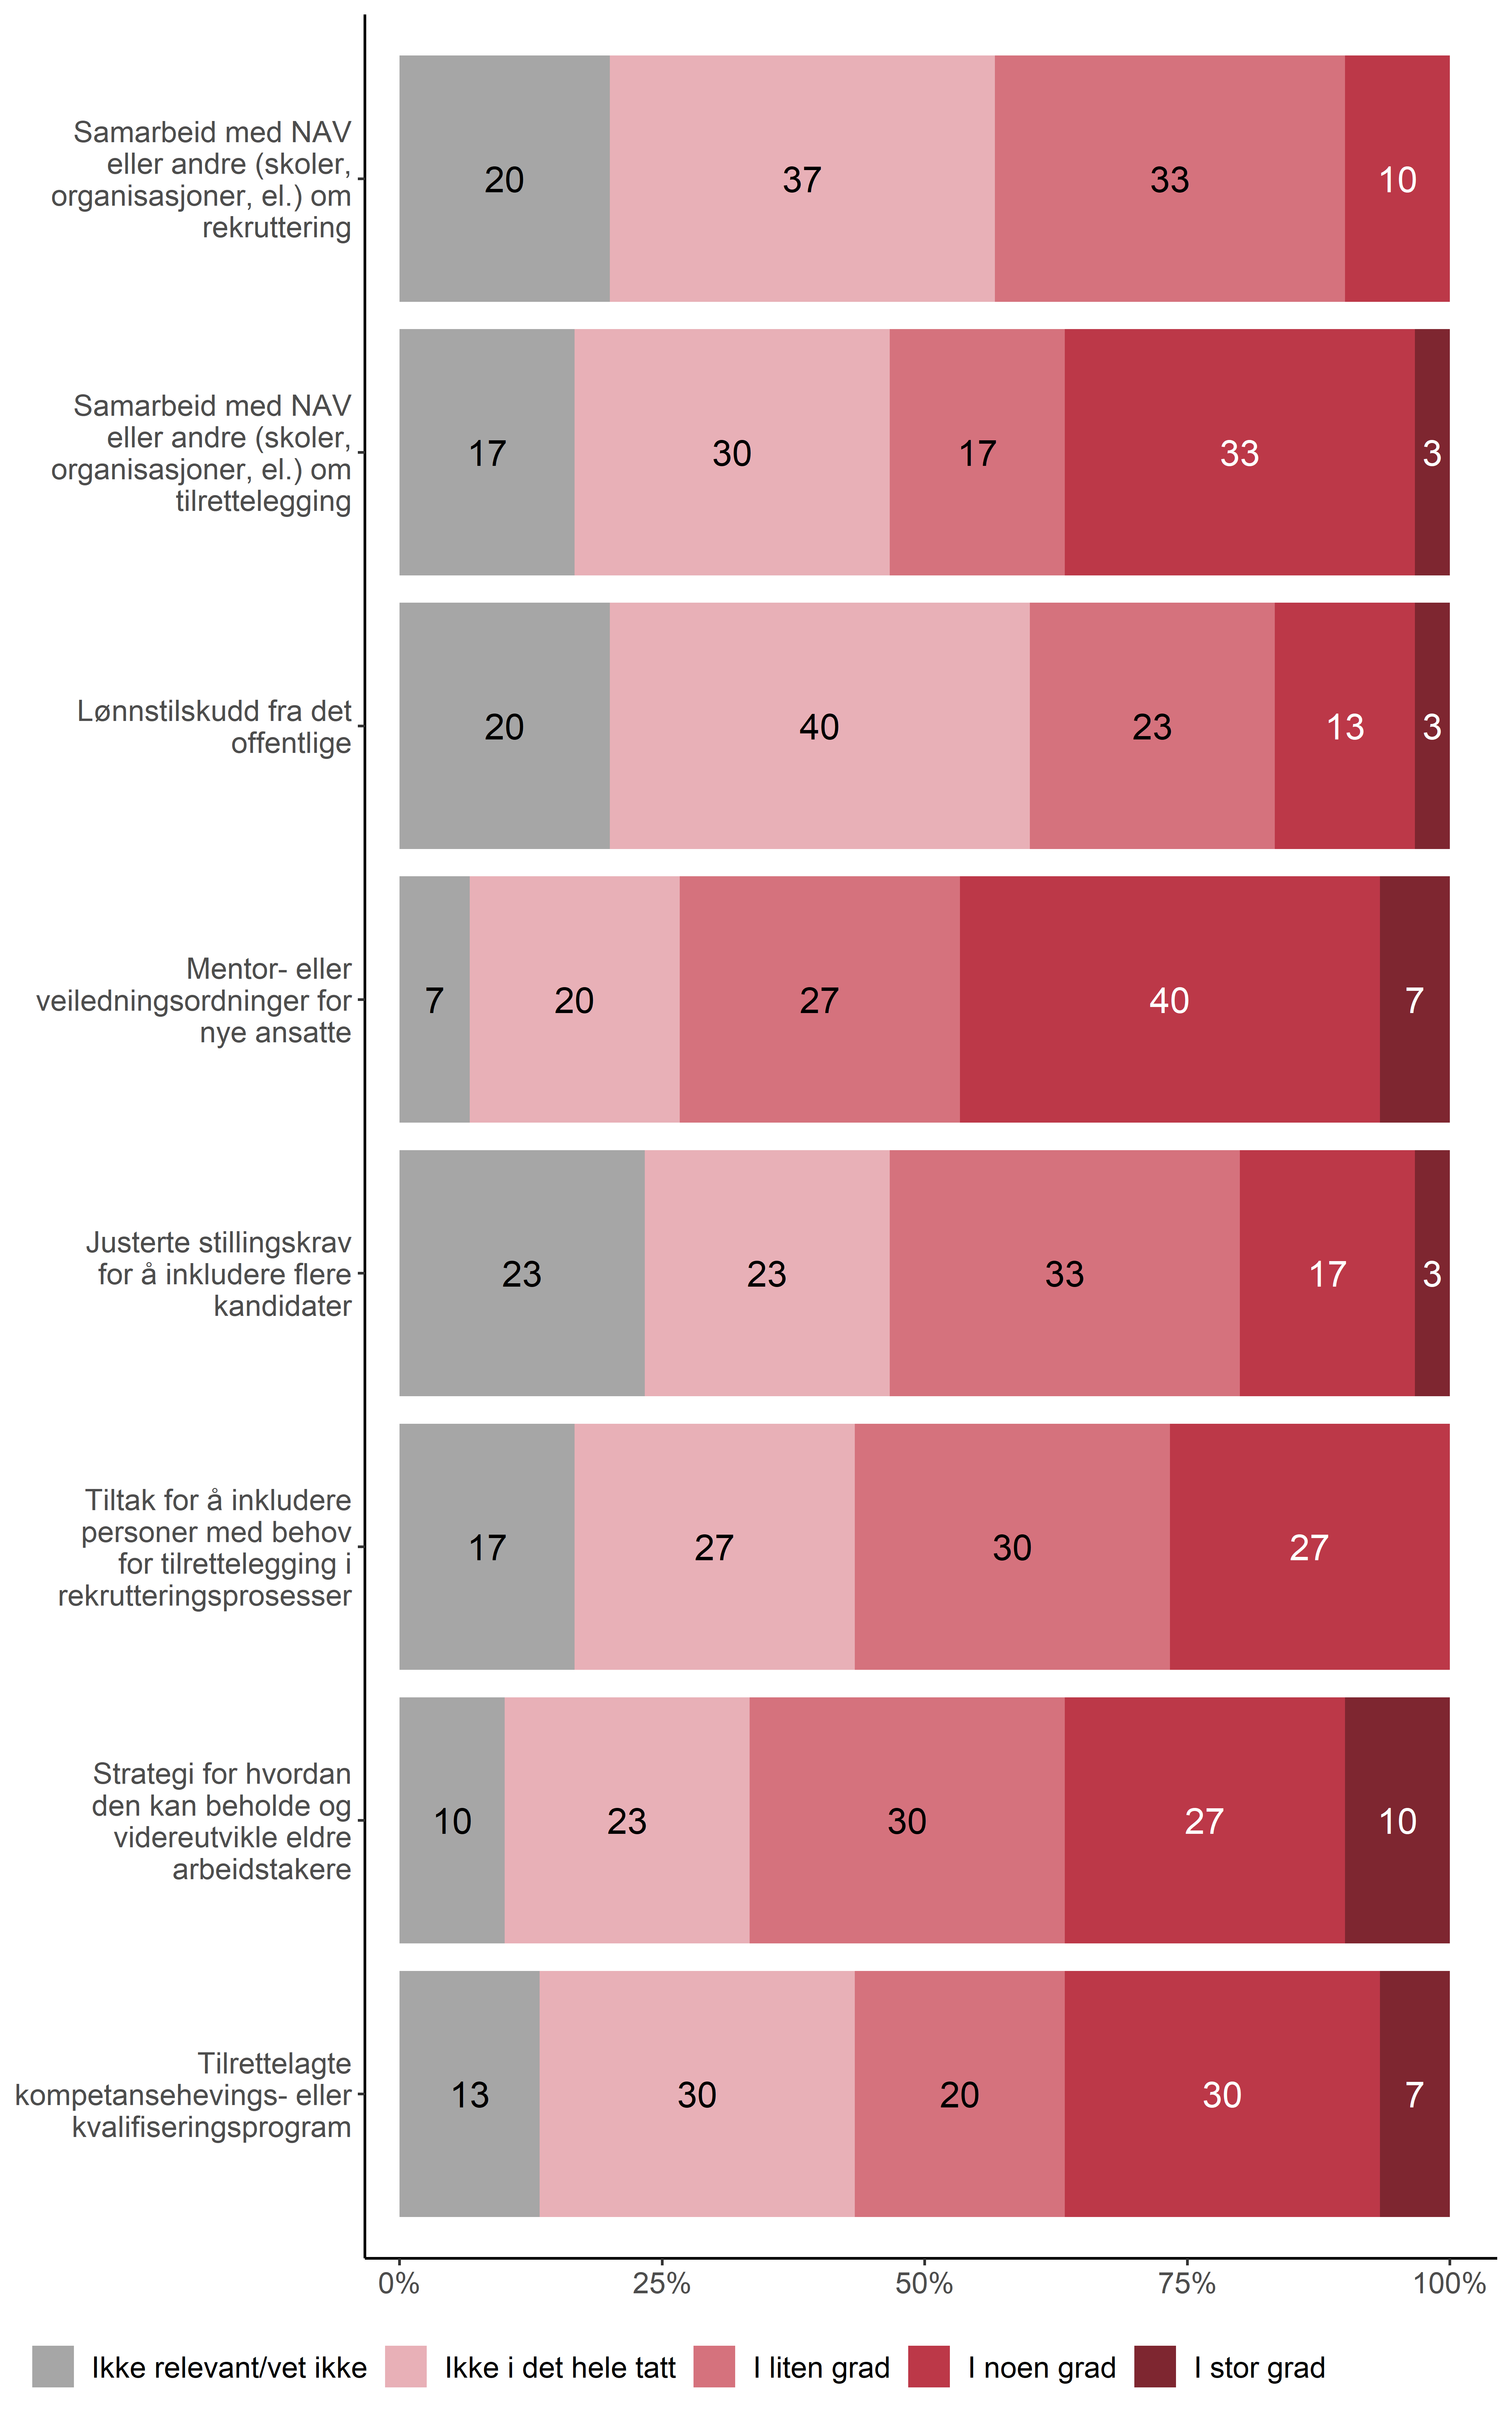 Samarbeid med NAV
eller andre (skoler,
organisasjoner, el.) om
rekruttering
20 37 33 10
Samarbeid med NAV
eller andre (skoler,
organisasjoner, el.) om
tilrettelegging
17 30 17 33 3
Lønnstilskudd fra det
offentlige
20 40 23 13 3
Mentor- eller
veiledningsordninger for
nye ansatte
7 20 27 40 7
Justerte stillingskrav
for å inkludere flere
kandidater
23 23 33 17 3
Tiltak for å inkludere
personer med behov
for tilrettelegging i
rekrutteringsprosesser
17 27 30 27
Strategi for hvordan
den kan beholde og
videreutvikle eldre
arbeidstakere
10 23 30 27 10
Tilrettelagte
kompetansehevings- eller
kvalifiseringsprogram
13 30 20 30 7
0% 25% 50% 75% 100%
Ikke relevant/vet ikke Ikke i det hele tatt I liten grad I noen grad I stor grad